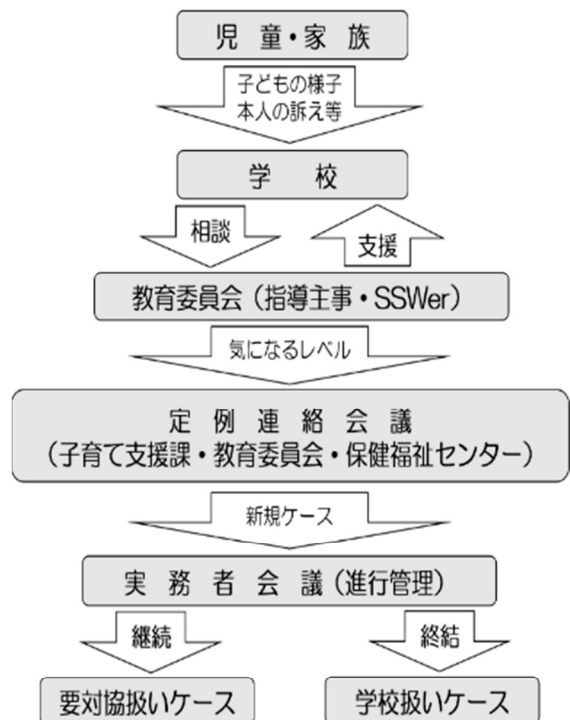 児童・家族
子どもの様子
本人の訴え等
学校
相談
支援
教育委員会（指導主事・SSWer）
気になるレベル
定例連絡会議
（子育て支援課・教育委員会・保健福祉センター）
新規ケース
実務者会議（進行管理）
継続
終結
要対協扱いケース
学校扱いケース